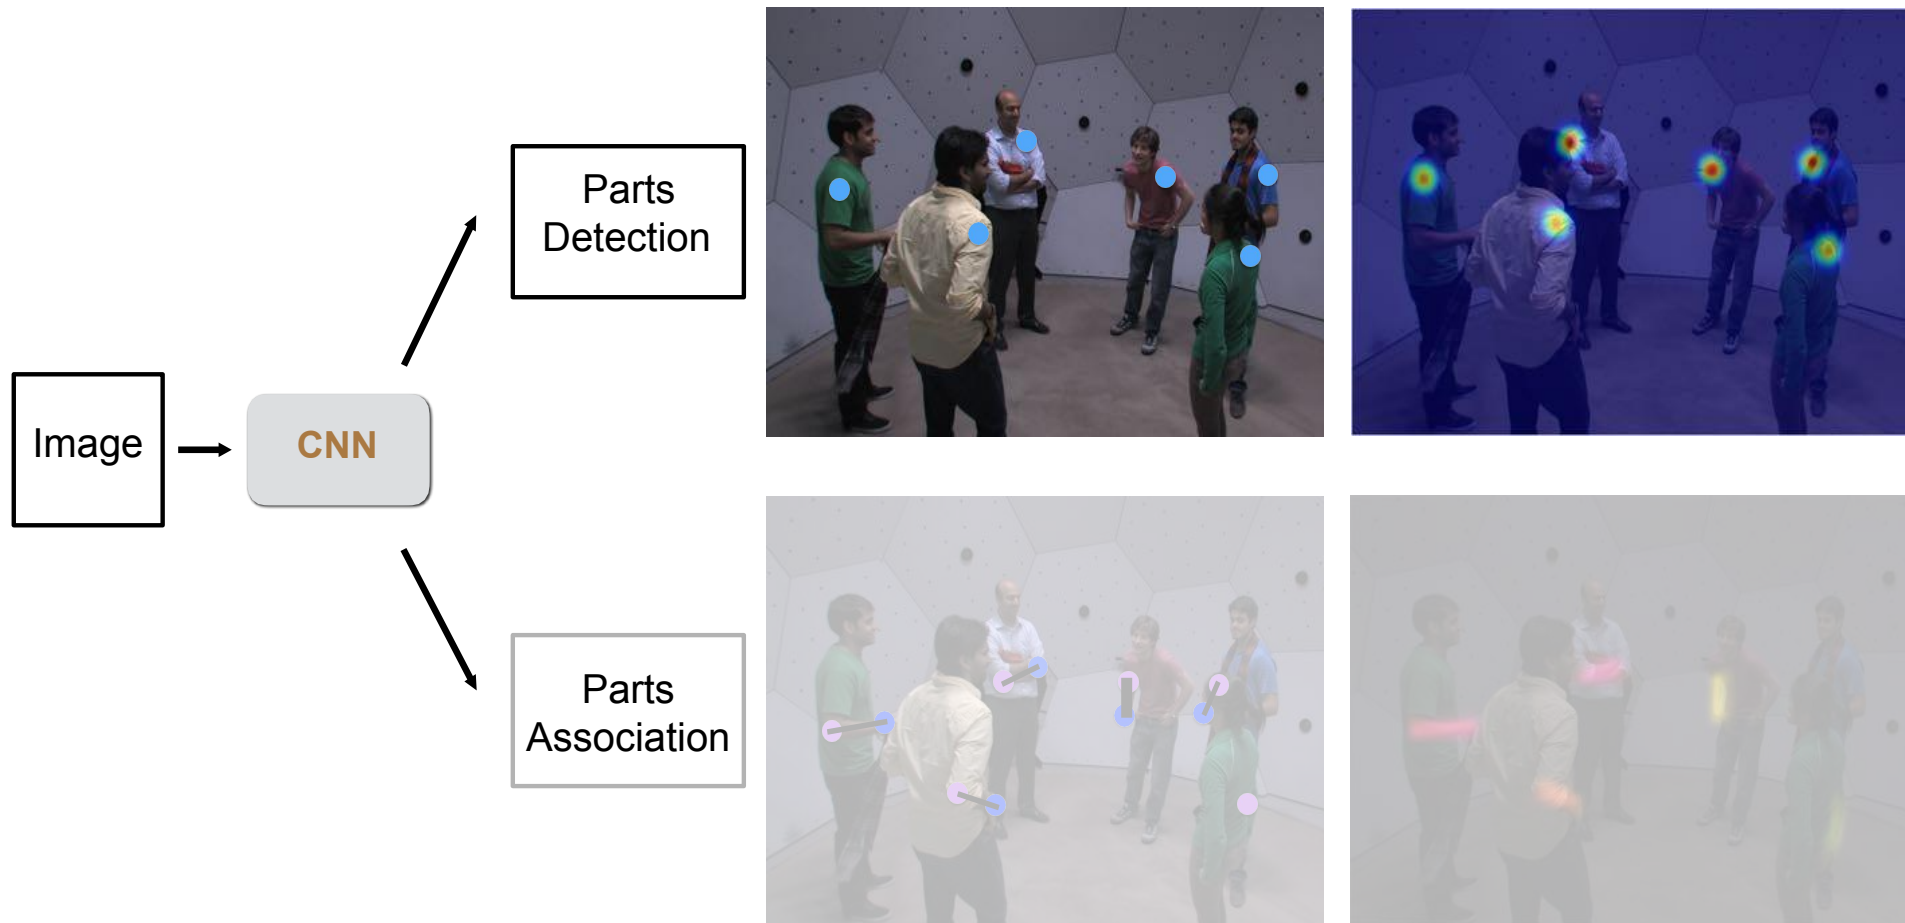 Image
CNN
Parts
Detection
Parts
Association